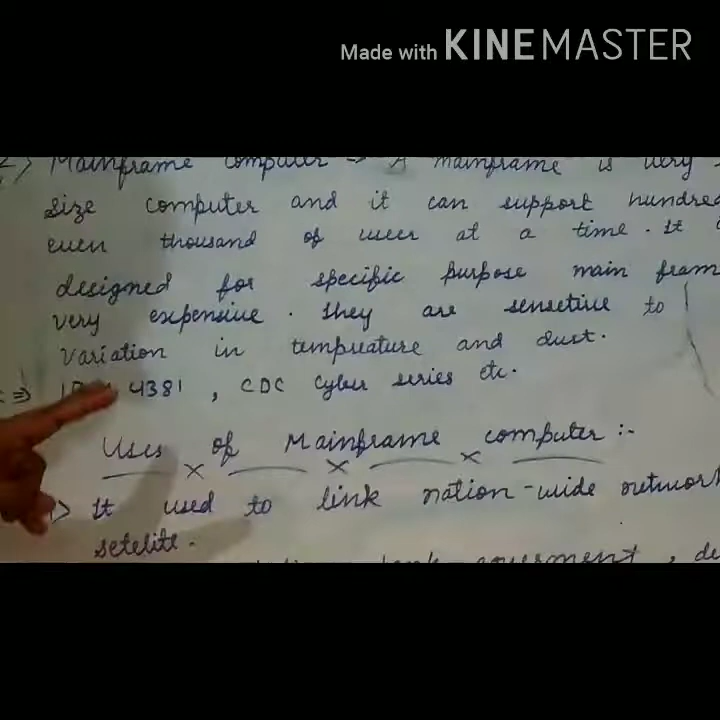 Made with KINEMASTER
Mainframe computer → A mainframe is very
size computer and it can support hundred
even thousand of user at a time. It
designed for specific purpose main fram
very expensive. they are sensetive to
variation in tempreature and dust.
4381, CDC Cyber series etc.
Uses of Mainframe computer :-
It used to link nation-wide network
setelite.